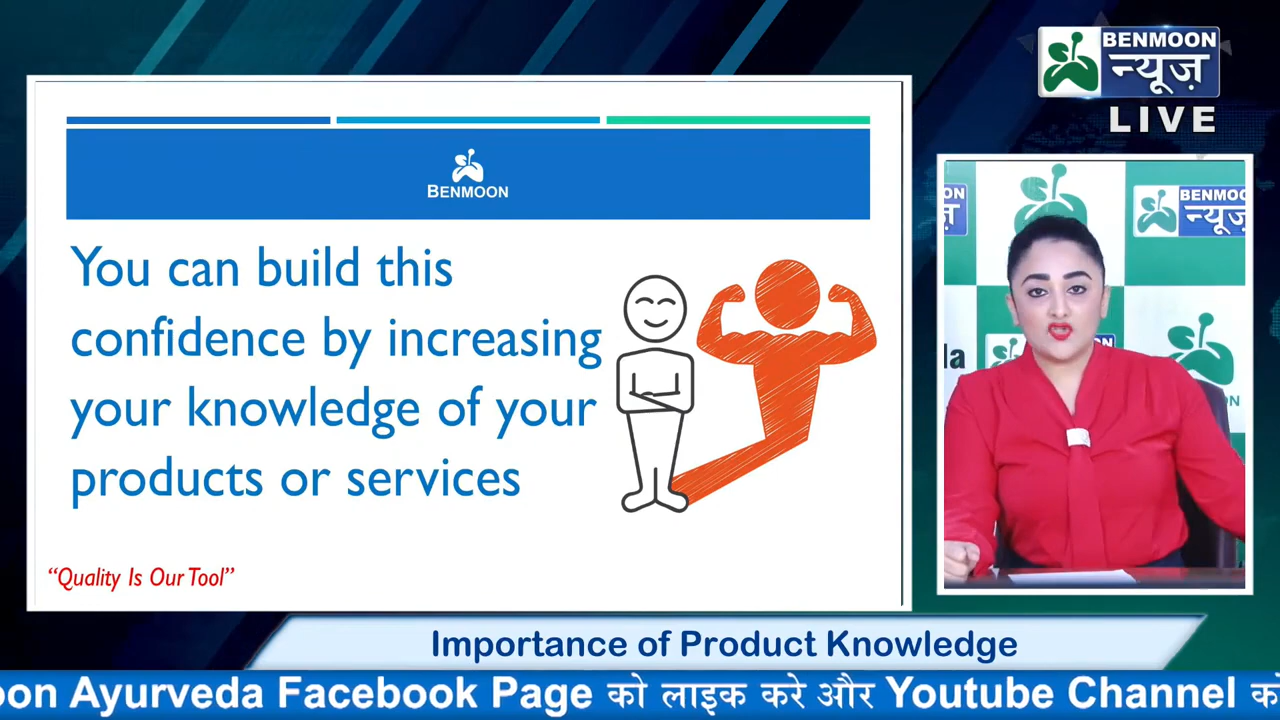 BENMOON
न्यूज़
LIVE
BENMOON
You can build this
confidence by increasing
your knowledge of your
products or services
“Quality Is Our Tool”
BENMOON
न्यूज़
Importance of Product Knowledge
Ayurveda Facebook Page को लाइक करे और Youtube Channel